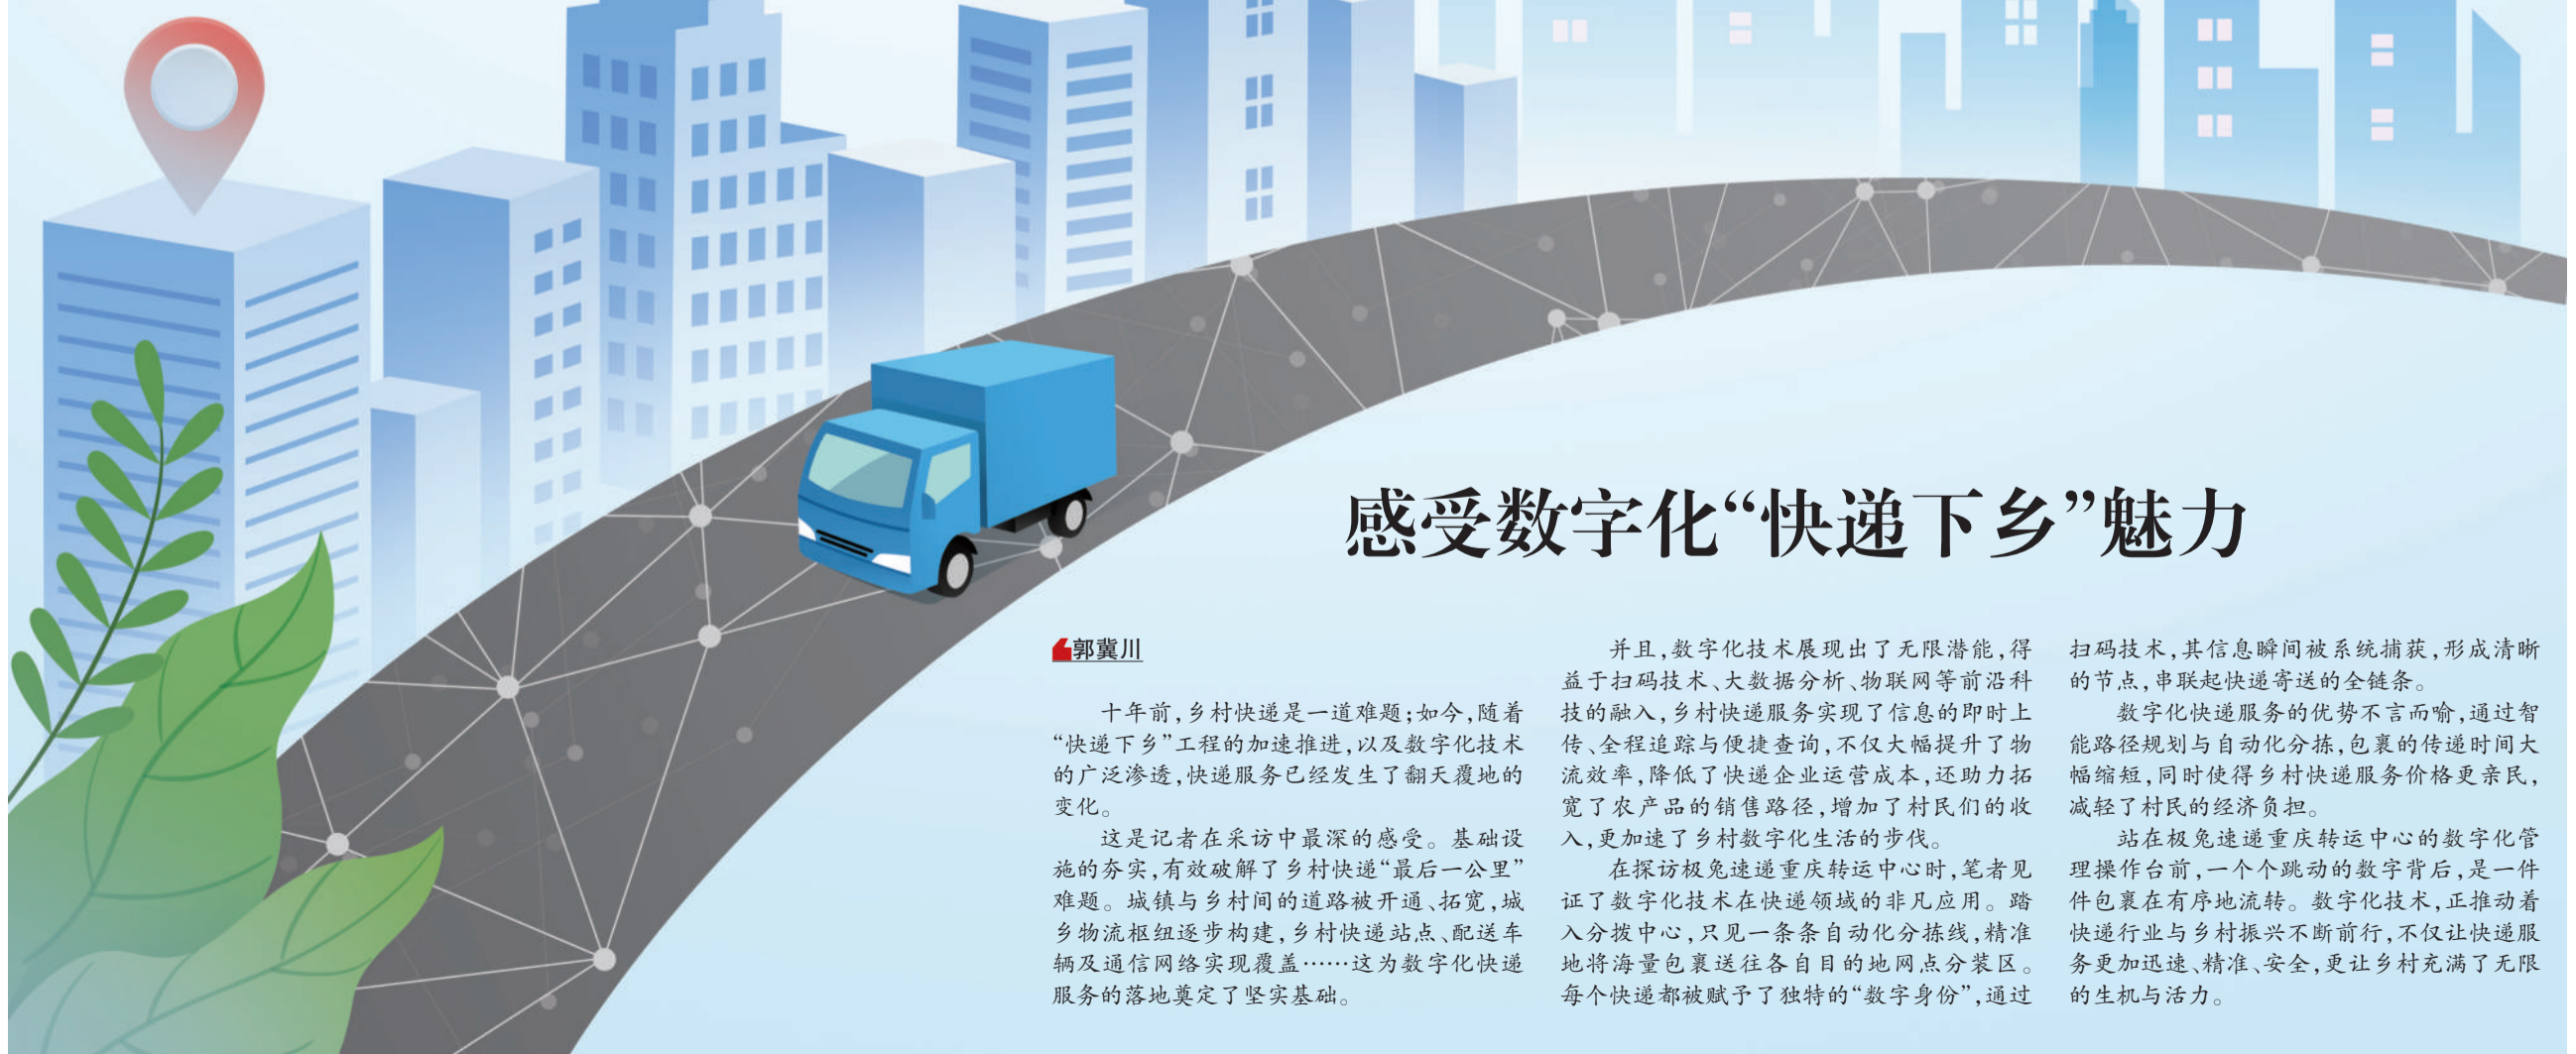 感受数字化“快递下乡”魅力
郭冀川
十年前,乡村快递是一道难题;如今,随着
“快递下乡”工程的加速推进,以及数字化技术
的广泛渗透,快递服务已经发生了翻天覆地的
变化。
这是记者在采访中最深的感受。基础设
施的夯实,有效破解了乡村快递“最后一公里”
难题。城镇与乡村间的道路被开通、拓宽,城
乡物流枢纽逐步构建,乡村快递站点、配送车
辆及通信网络实现覆盖……这为数字化快递
服务的落地奠定了坚实基础。
并且,数字化技术展现出了无限潜能,得
益于扫码技术、大数据分析、物联网等前沿科
技的融入,乡村快递服务实现了信息的即时上
传、全程追踪与便捷查询,不仅大幅提升了物
流效率,降低了快递企业运营成本,还助力拓
宽了农产品的销售路径,增加了村民们的收
入,更加速了乡村数字化生活的步伐。
在探访极兔速递重庆转运中心时,笔者见
证了数字化技术在快递领域的非凡应用。踏
入分拨中心,只见一条条自动化分拣线,精准
地将海量包裹送往各自目的地网点分装区。
每个快递都被赋予了独特的“数字身份”,通过
扫码技术,其信息瞬间被系统捕获,形成清晰
的节点,串联起快递寄送的全链条。
数字化快递服务的优势不言而喻,通过智
能路径规划与自动化分拣,包裹的传递时间大
幅缩短,同时使得乡村快递服务价格更亲民,
减轻了村民的经济负担。
站在极兔速递重庆转运中心的数字化管
理操作台前,一个个跳动的数字背后,是一件
件包裹在有序地流转。数字化技术,正推动着
快递行业与乡村振兴不断前行,不仅让快递服
务更加迅速、精准、安全,更让乡村充满了无限
的生机与活力。